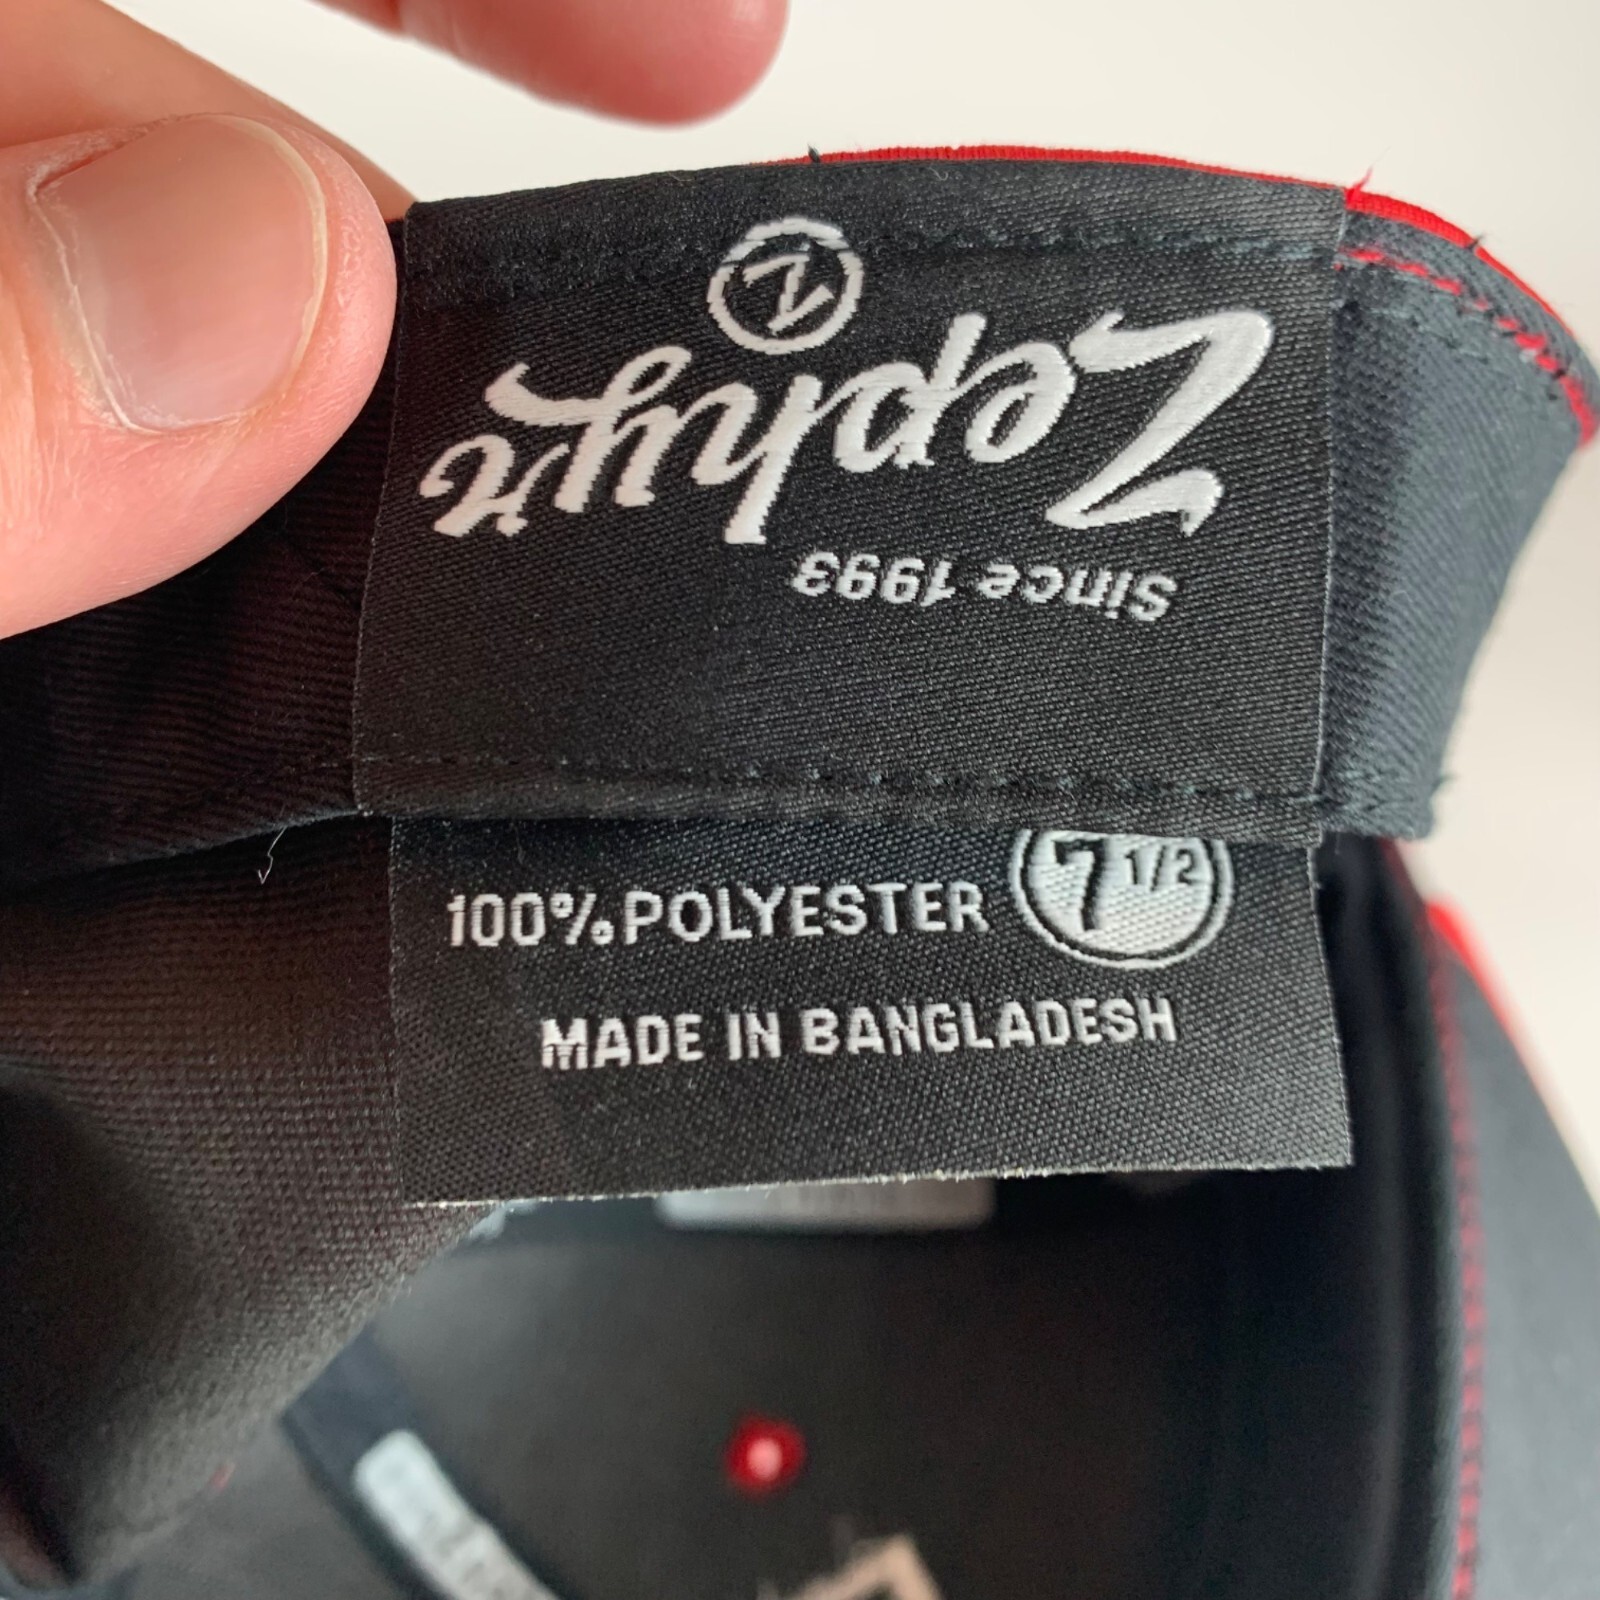 Z
Zephyr
Since 1993
7 1/2
100% POLYESTER
MADE IN BANGLADESH